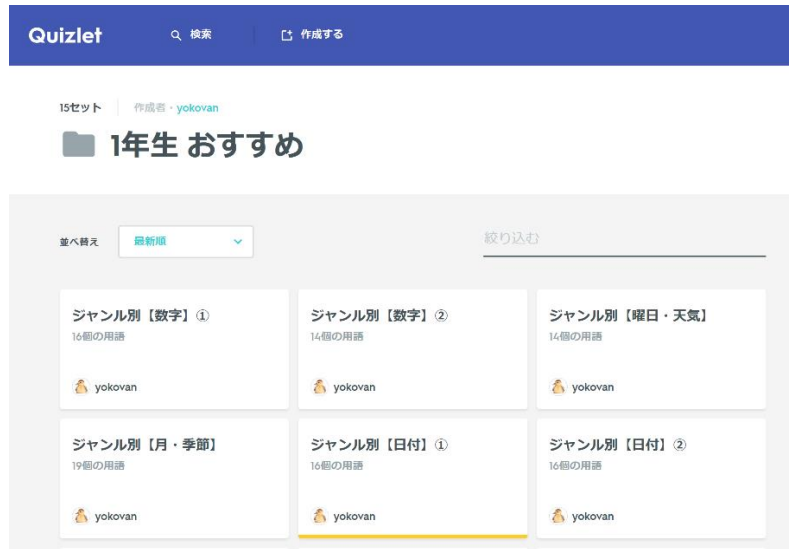 Quizlet 検索 作成する
15セット 作成者・yokovan
1年生 おすすめ
並べ替え 最新順 絞り込む
ジャンル別【数字】① ジャンル別【数字】② ジャンル別【曜日・天気】
16個の用語 14個の用語 14個の用語
yokovan yokovan yokovan
ジャンル別【月・季節】 ジャンル別【日付】① ジャンル別【日付】②
19個の用語 16個の用語 16個の用語
yokovan yokovan yokovan